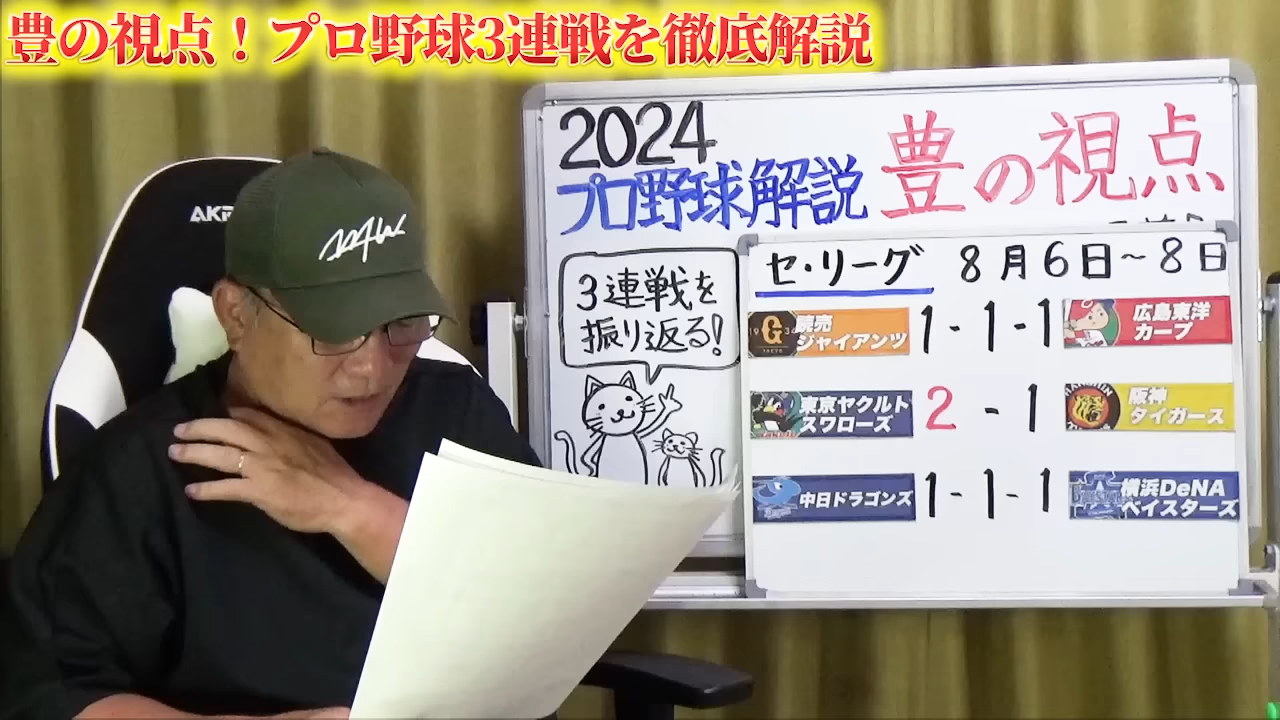 豊の視点!プロ野球3連戦を徹底解説
2024
プロ野球解説 豊の視点
3連戦を
振り返る!
セ・リーグ 8月6日~8日
読売
ジャイアンツ
1-1-1
広島東洋
カープ
東京ヤクルト
スワローズ
2-1
阪神
タイガース
中日ドラゴンズ
1-1-1
横浜DeNA
ベイスターズ